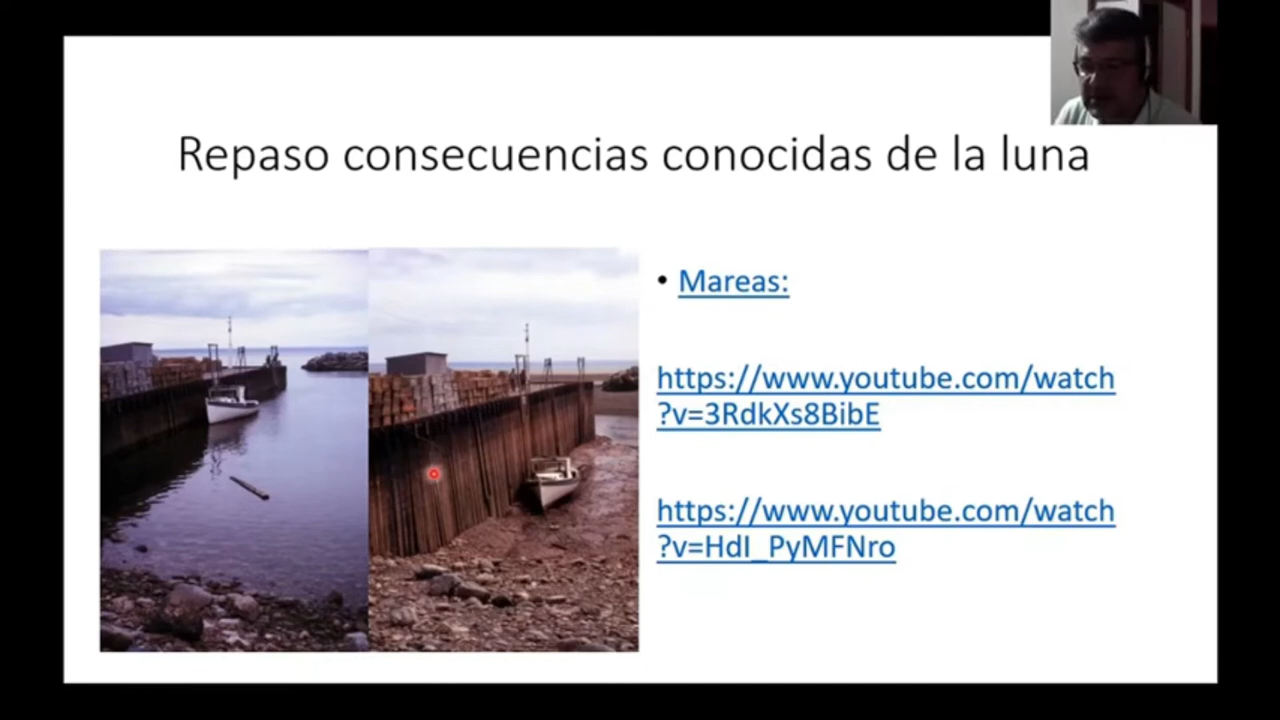 Repaso consecuencias conocidas de la luna
• Mareas:
https://www.youtube.com/watch
?v=3RdkXs8BibE
https://www.youtube.com/watch
?v=HdI_PyMFNro